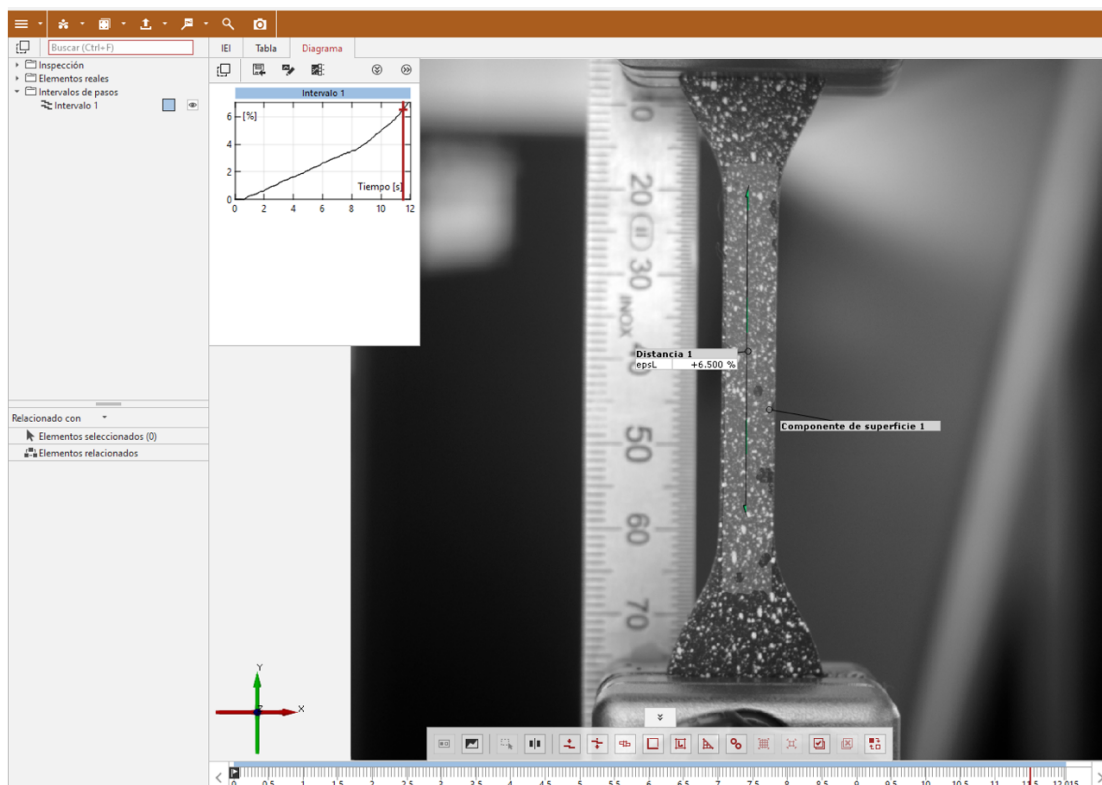 Buscar (Ctrl+F)
IEI
Tabla
Diagrama
Inspección
Elementos reales
Intervalos de pasos
Intervalo 1
Intervalo 1
[%]
6
4
2
0
Tiempo [s]
0 2 4 6 8 10 12
20
30
INOX
50
60
70
Distancia 1
epsL +6.500 %
Componente de superficie 1
Relacionado con
Elementos seleccionados (0)
Elementos relacionados
Y
X
0 0.5 1 1.5 2 2.5 3 3.5 4 4.5 5 5.5 6 6.5 7 7.5 8 8.5 9 9.5 10 10.5 11 11.5 12.015